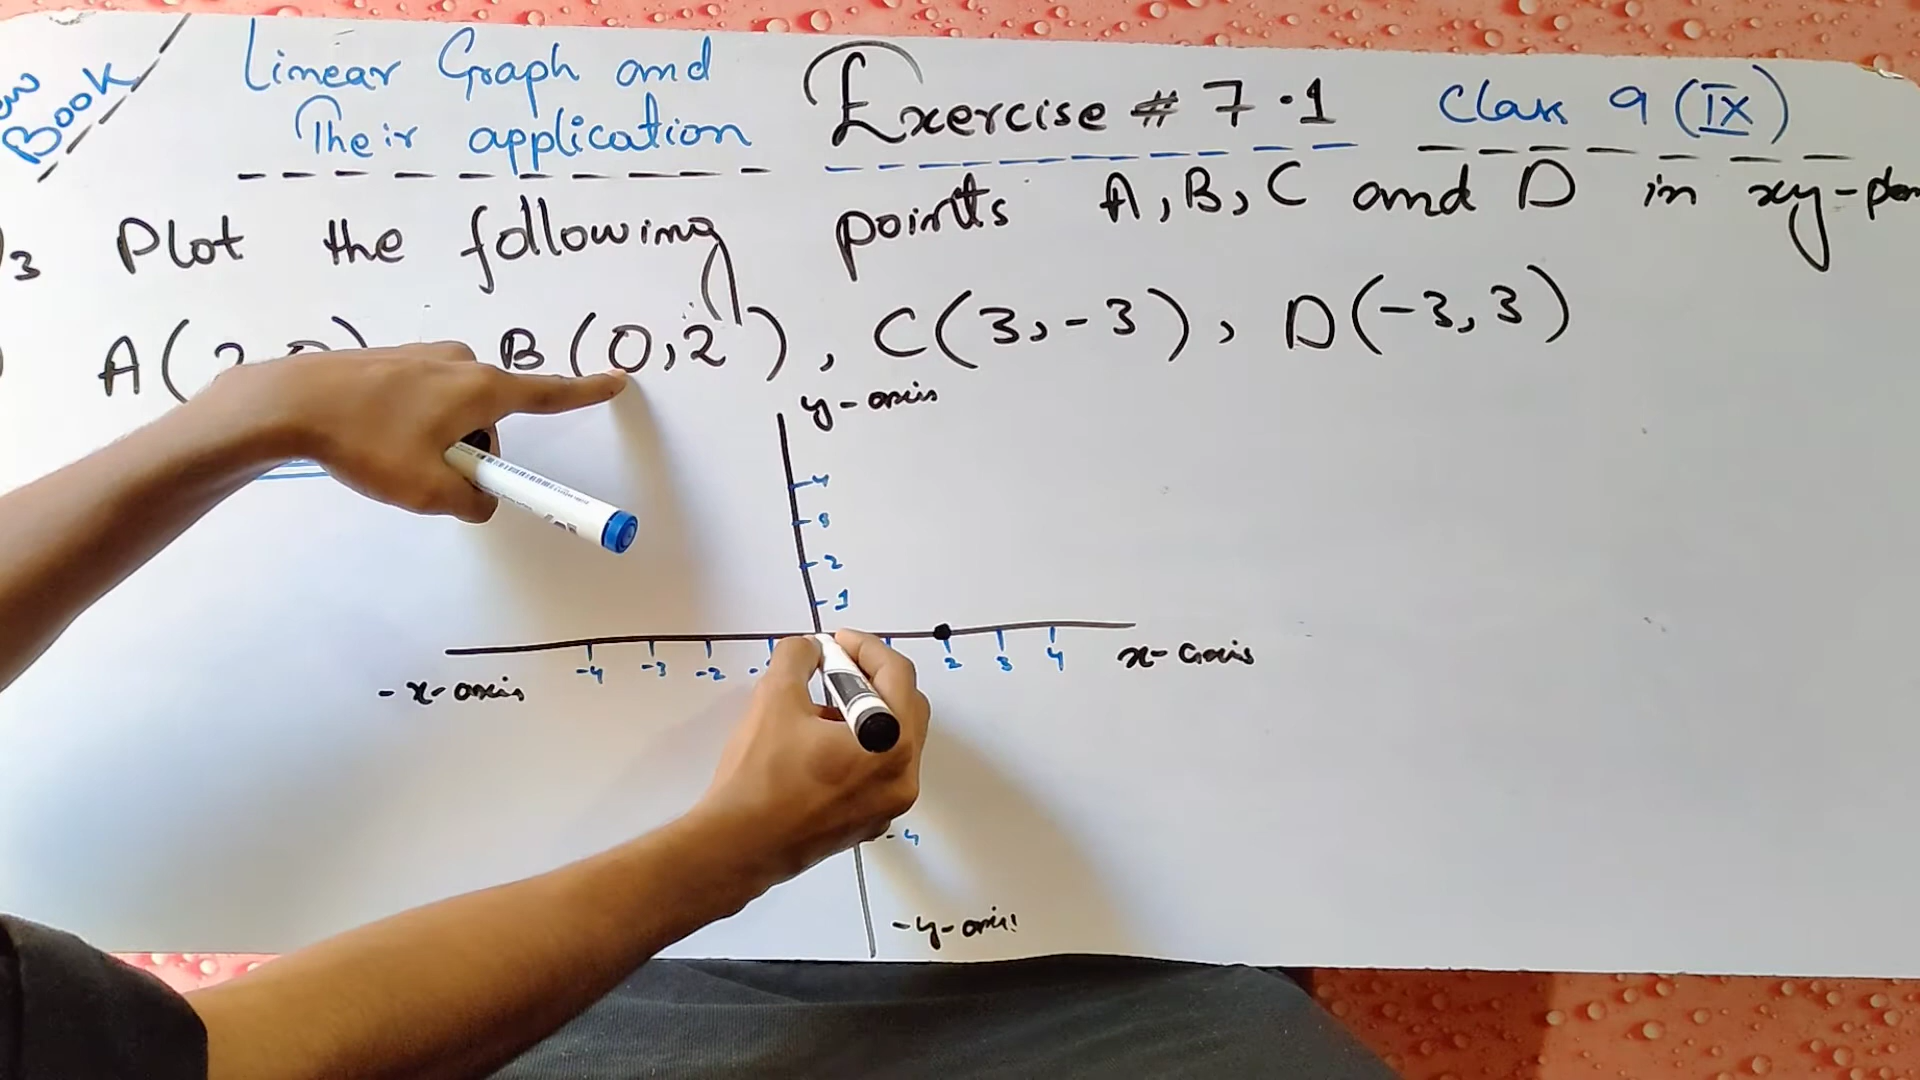 Book
Linear Graph and
Their application
Exercise # 7.1
Class 9 (IX)
3 Plot the following points A, B, C and D in xy-plan
A( B(0,2), C(3,-3), D(-3,3)
y-axis
4
3
2
1
-4 -3 -2 2 3 4
x-axis
-x-axis
-4
-y-axis